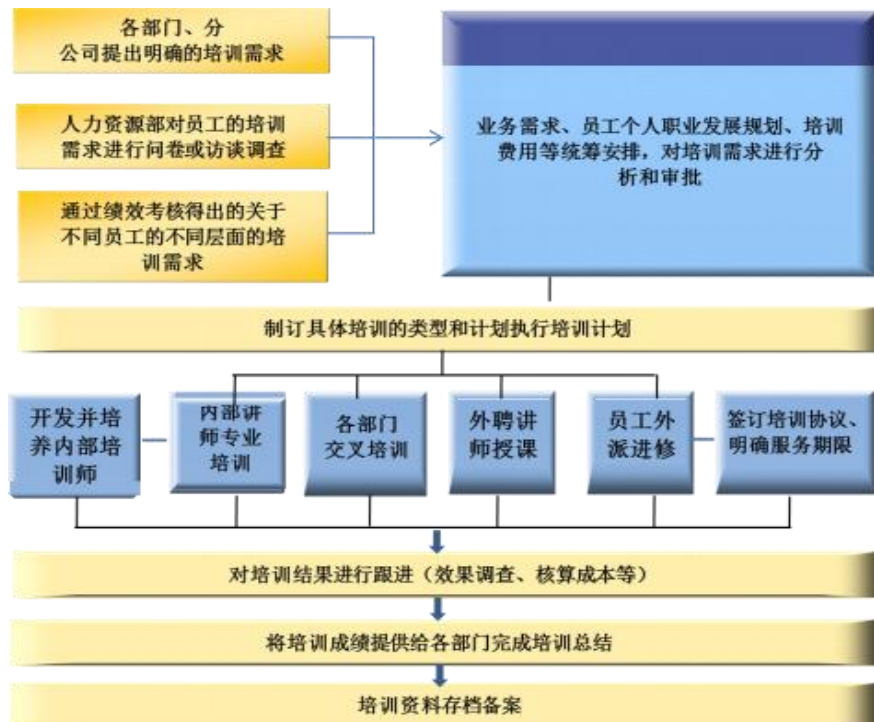 各部门、分
公司提出明确的培训需求
人力资源部对员工的培训
需求进行问卷或访谈调查
通过绩效考核得出的关于
不同员工的不同层面的培
训需求
业务需求、员工个人职业发展规划、培训
费用等统筹安排，对培训需求进行分
析和审批
制订具体培训的类型和计划执行培训计划
开发并培
养内部培
训师
内部讲
师专业
培训
各部门
交叉培训
外聘讲
师授课
员工外
派进修
签订培训协议、
明确服务期限
对培训结果进行跟进（效果调查、核算成本等）
将培训成绩提供给各部门完成培训总结
培训资料存档备案